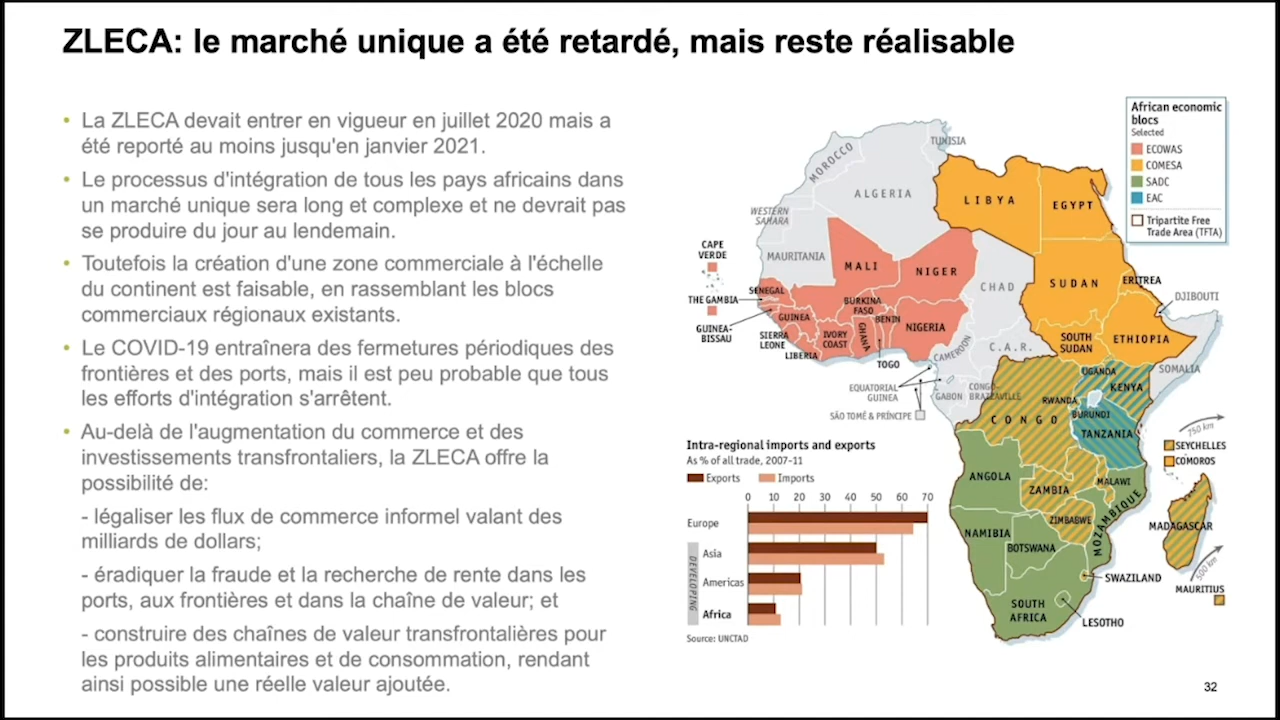 ZLECA: le marché unique a été retardé, mais reste réalisable
• La ZLECA devait entrer en vigueur en juillet 2020 mais a
été reporté au moins jusqu'en janvier 2021.
• Le processus d'intégration de tous les pays africains dans
un marché unique sera long et complexe et ne devrait pas
se produire du jour au lendemain.
• Toutefois la création d'une zone commerciale à l'échelle
du continent est faisable, en rassemblant les blocs
commerciaux régionaux existants.
• Le COVID-19 entraînera des fermetures périodiques des
frontières et des ports, mais il est peu probable que tous
les efforts d'intégration s'arrêtent.
• Au-delà de l'augmentation du commerce et des
investissements transfrontaliers, la ZLECA offre la
possibilité de:
- légaliser les flux de commerce informel valant des
milliards de dollars;
- éradiquer la fraude et la recherche de rente dans les
ports, aux frontières et dans la chaîne de valeur; et
- construire des chaînes de valeur transfrontalières pour
les produits alimentaires et de consommation, rendant
ainsi possible une réelle valeur ajoutée.
African economic
blocs
Selected
ECOWAS
COMESA
SADC
EAC
Tripartite Free
Trade Area (TFTA)
TUNISIA
MOROCCO
ALGERIA
LIBYA
EGYPT
WESTERN
SAHARA
CAPE
VERDE
MAURITANIA
MALI
NIGER
CHAD
SUDAN
ERITREA
DJIBOUTI
SENEGAL
THE GAMBIA
GUINEA-
BISSAU
GUINEA
SIERRA
LEONE
LIBERIA
BURKINA
FASO
IVORY
COAST
GHANA
BENIN
TOGO
NIGERIA
CAMEROON
C.A.R.
SOUTH
SUDAN
ETHIOPIA
SOMALIA
EQUATORIAL
GUINEA
GABON
CONGO-
BRAZZAVILLE
SÃO TOMÉ & PRÍNCIPE
CONGO
UGANDA
KENYA
RWANDA
BURUNDI
TANZANIA
750 km
SEYCHELLES
COMOROS
ANGOLA
ZAMBIA
MALAWI
ZIMBABWE
MOZAMBIQUE
MADAGASCAR
NAMIBIA
BOTSWANA
500 km
MAURITIUS
SWAZILAND
SOUTH
AFRICA
LESOTHO
Intra-regional imports and exports
As % of all trade, 2007-11
Exports Imports
0 10 20 30 40 50 60 70
Europe
DEVELOPING
Asia
Americas
Africa
Source: UNCTAD
32